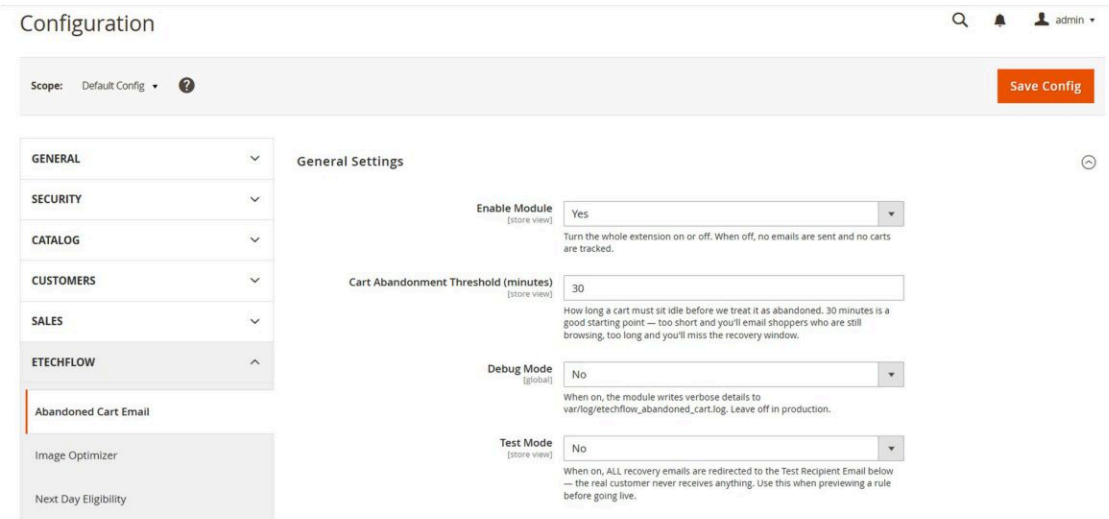 Configuration
admin
Scope: Default Config ?
Save Config
GENERAL
SECURITY
CATALOG
CUSTOMERS
SALES
ETECHFLOW
Abandoned Cart Email
Image Optimizer
Next Day Eligibility
General Settings
Enable Module
[store view]
Yes
Turn the whole extension on or off. When off, no emails are sent and no carts
are tracked.
Cart Abandonment Threshold (minutes)
[store view]
30
How long a cart must sit idle before we treat it as abandoned. 30 minutes is a
good starting point — too short and you'll email shoppers who are still
browsing, too long and you'll miss the recovery window.
Debug Mode
[global]
No
When on, the module writes verbose details to
var/log/etechflow_abandoned_cart.log. Leave off in production.
Test Mode
[store view]
No
When on, ALL recovery emails are redirected to the Test Recipient Email below
— the real customer never receives anything. Use this when previewing a rule
before going live.